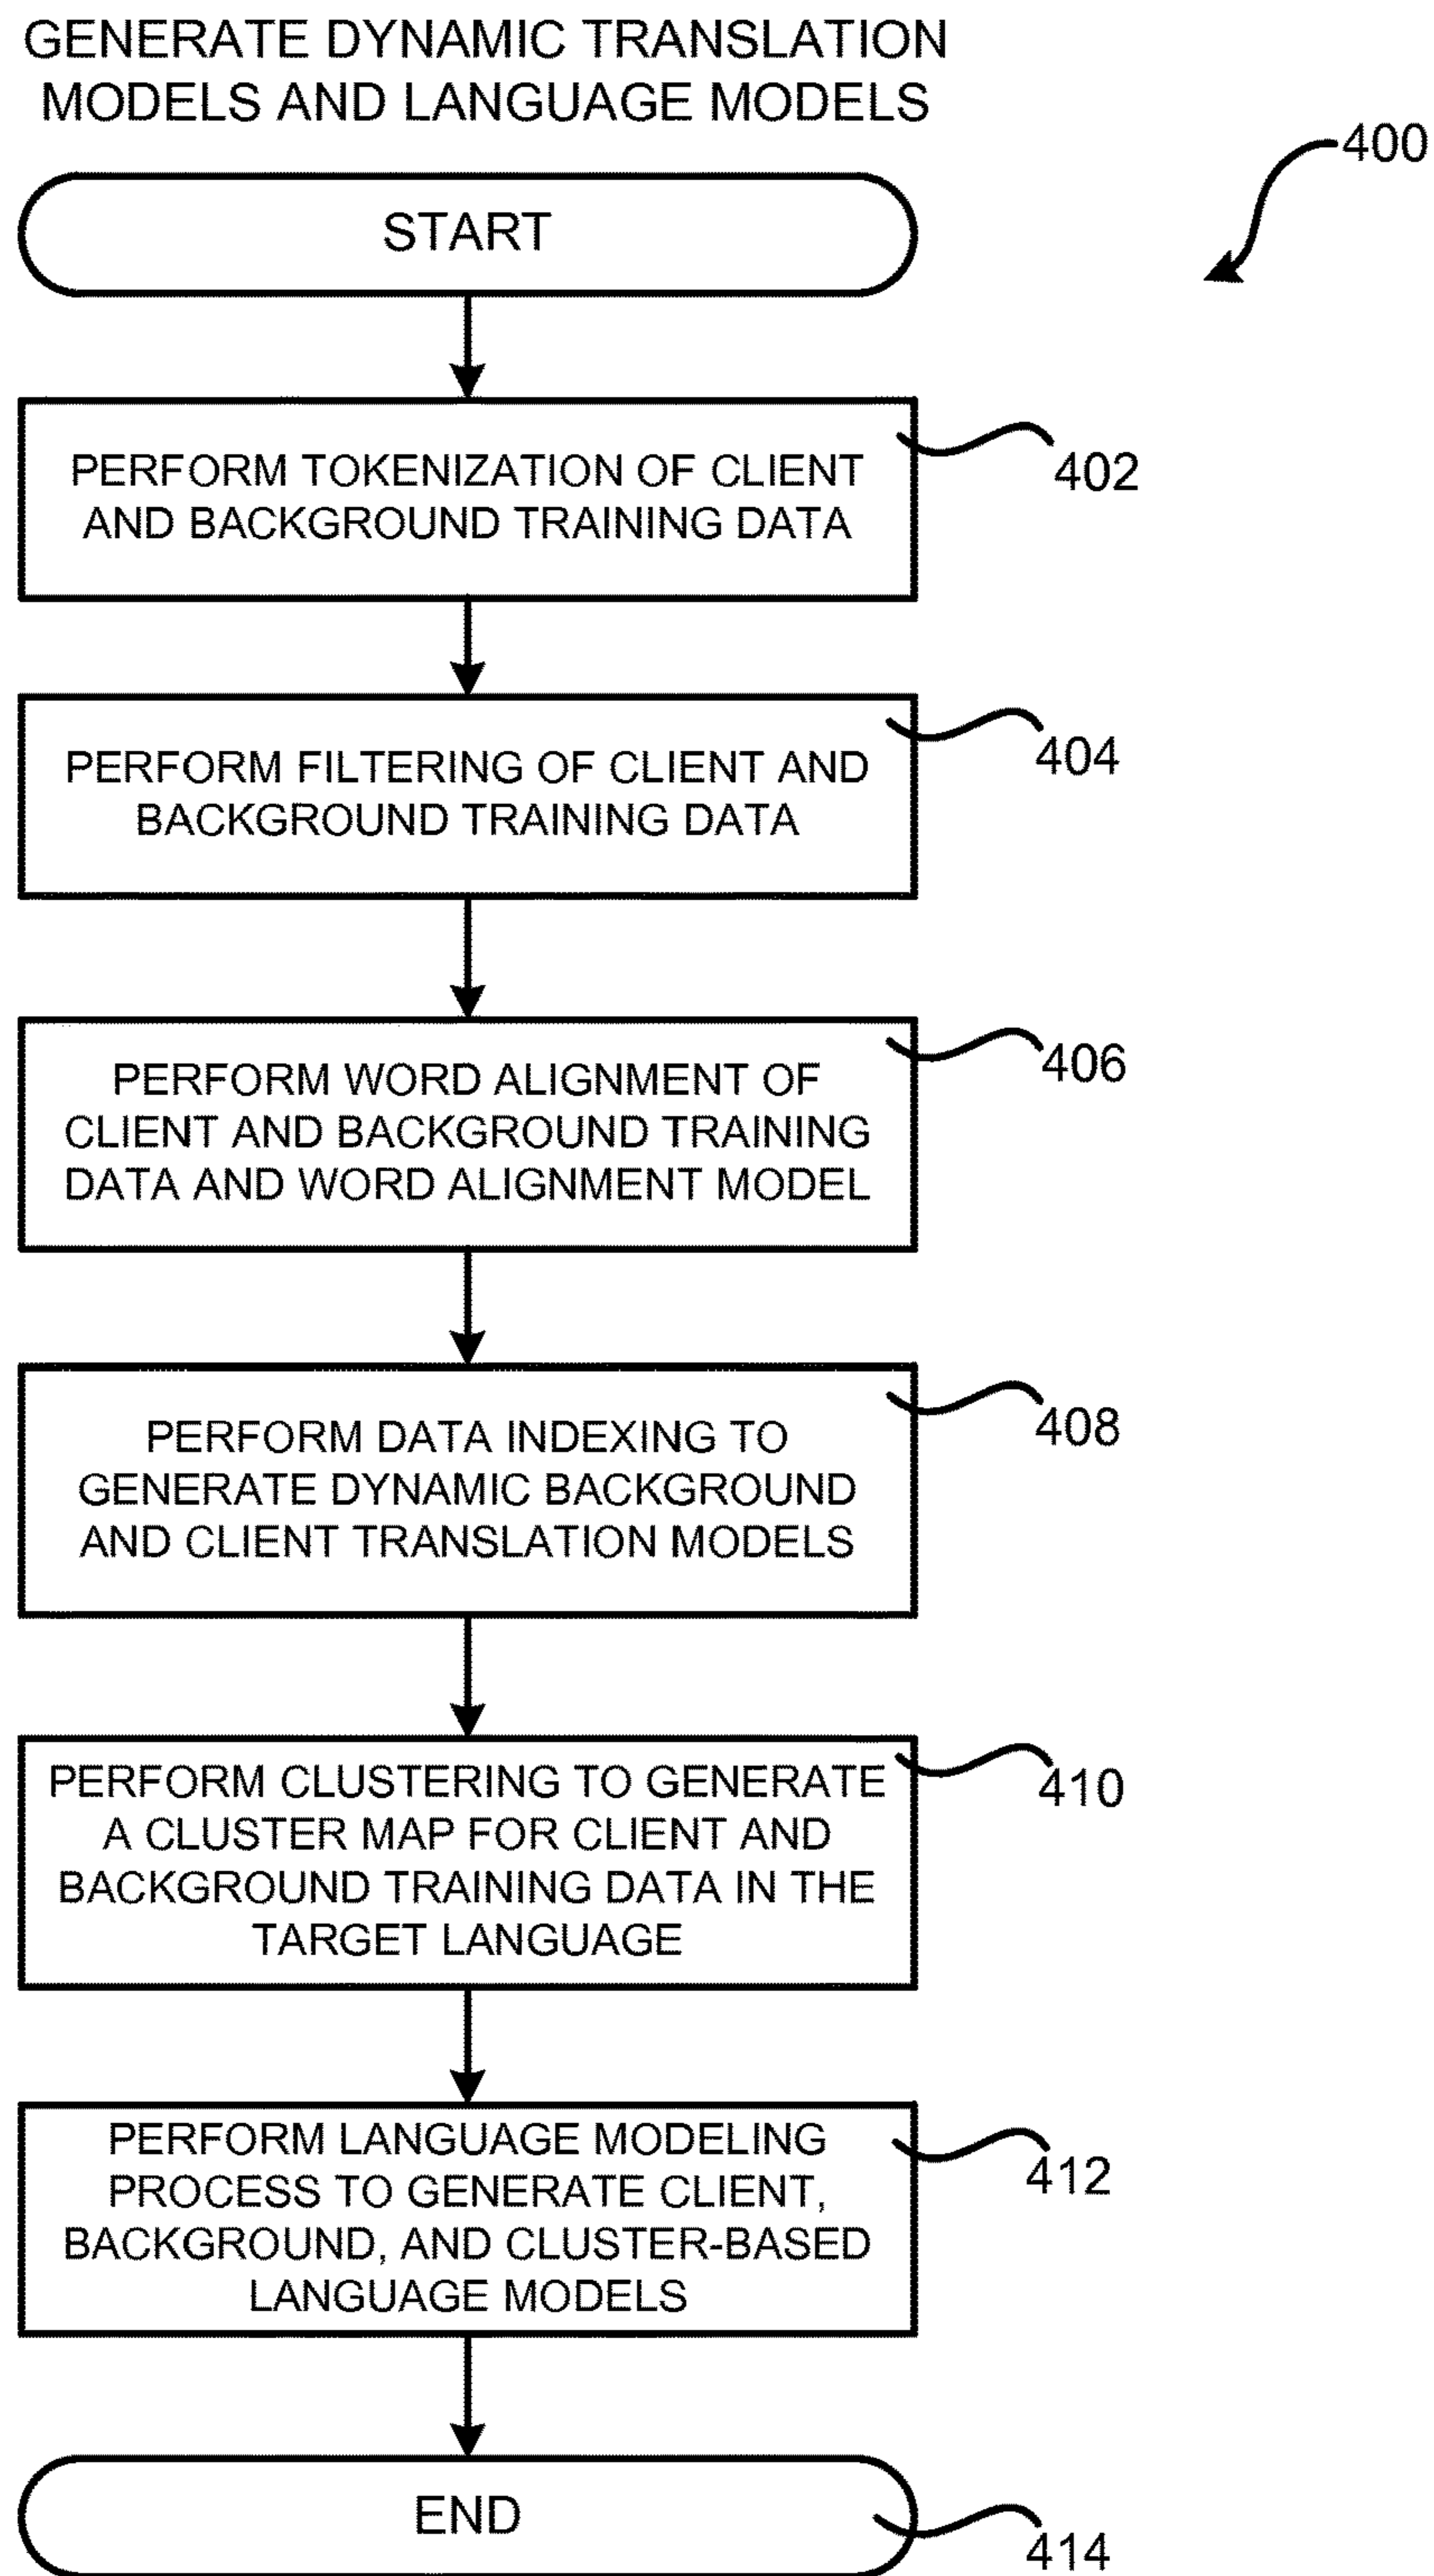 GENERATE DYNAMIC TRANSLATION
MODELS AND LANGUAGE MODELS
400
START
PERFORM TOKENIZATION OF CLIENT
AND BACKGROUND TRAINING DATA
402
PERFORM FILTERING OF CLIENT AND
BACKGROUND TRAINING DATA
404
PERFORM WORD ALIGNMENT OF
CLIENT AND BACKGROUND TRAINING
DATA AND WORD ALIGNMENT MODEL
406
PERFORM DATA INDEXING TO
GENERATE DYNAMIC BACKGROUND
AND CLIENT TRANSLATION MODELS
408
PERFORM CLUSTERING TO GENERATE
A CLUSTER MAP FOR CLIENT AND
BACKGROUND TRAINING DATA IN THE
TARGET LANGUAGE
410
PERFORM LANGUAGE MODELING
PROCESS TO GENERATE CLIENT,
BACKGROUND, AND CLUSTER-BASED
LANGUAGE MODELS
412
END
414